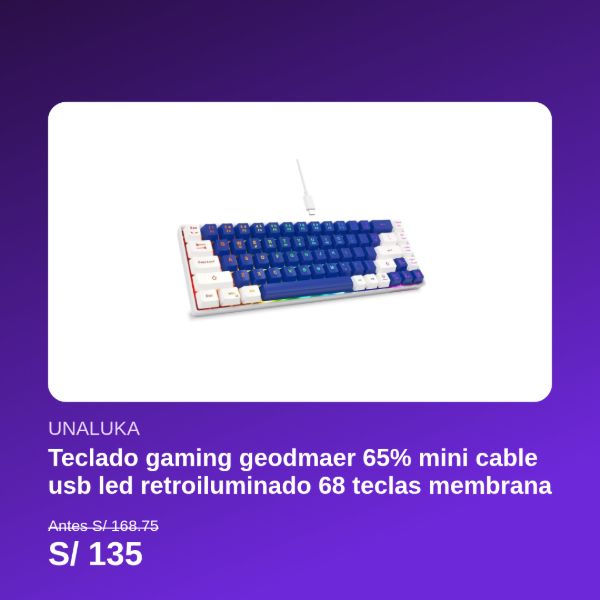 UNALUKA
Teclado gaming geodmaer 65% mini cable
usb led retroiluminado 68 teclas membrana
Antes S/ 168.75
S/ 135